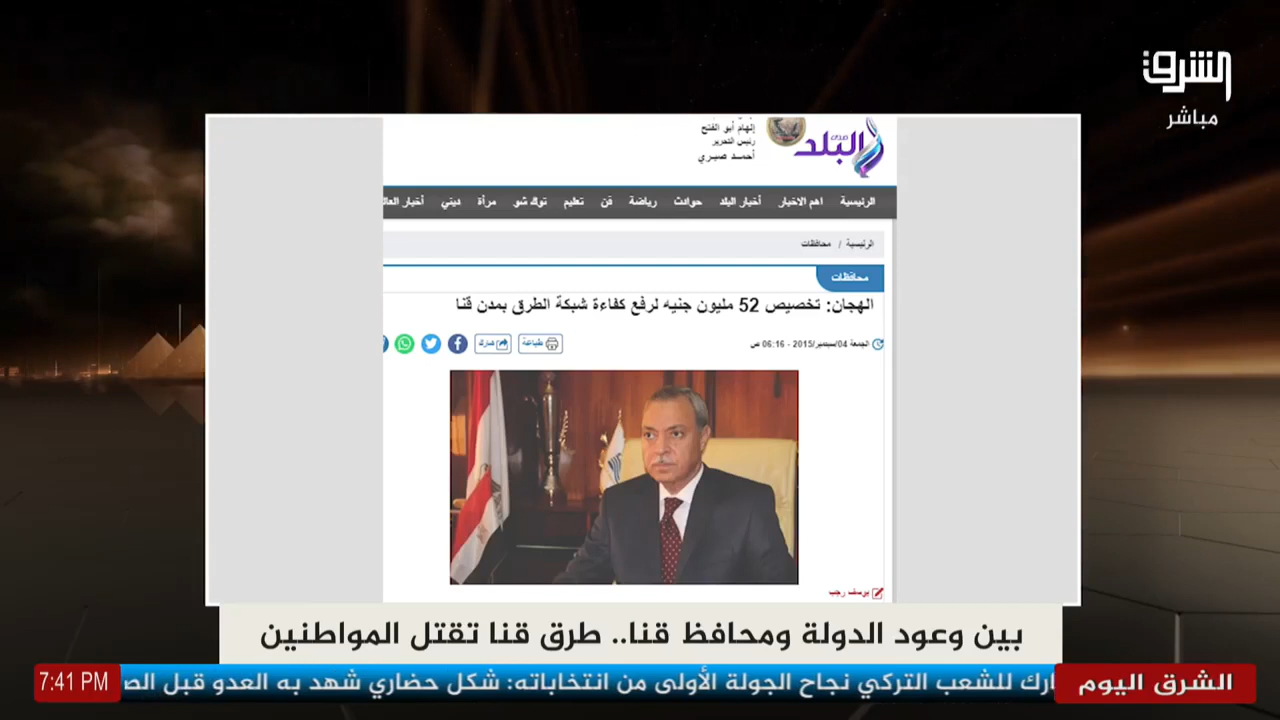 الشرق
مباشر
إلهام أبو الفتح
رئيس التحرير
أحمد صبري
صدى البلد
الرئيسية اهم الاخبار أخبار البلد حوادث رياضة فن تعليم توك شو مرأة ديني أخبار العال
الرئيسية / محافظات
محافظات
الهجان: تخصيص 52 مليون جنيه لرفع كفاءة شبكة الطرق بمدن قنا
الجمعة 04/سبتمبر/2015 - 06:16 ص
طباعة
شارك
يوسف رجب
بين وعود الدولة ومحافظ قنا.. طرق قنا تقتل المواطنين
الشرق اليوم
ارك للشعب التركي نجاح الجولة الأولى من انتخاباته: شكل حضاري شهد به العدو قبل الص
7:41 PM